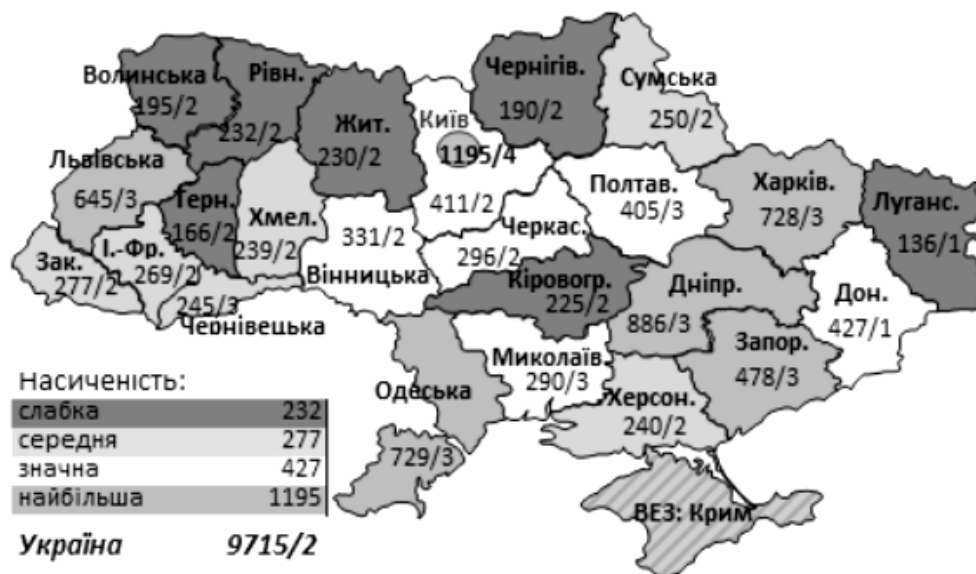 Волинська
195/2
Рівн.
232/2
Жит.
230/2
Київ
1195/4
411/2
Чернігів.
190/2
Сумська
250/2
Львівська
645/3
Терн.
166/2
Хмел.
239/2
331/2
Вінницька
Черкас.
296/2
Полтав.
405/3
Харків.
728/3
Луганс.
136/1
Зак.
277/2
І.-Фр.
269/2
245/3
Чернівецька
Кіровогр.
225/2
Дніпр.
886/3
Дон.
427/1
Миколаїв.
290/3
Запор.
478/3
Одеська
729/3
Херсон.
240/2
ВЕЗ: Крим
Насиченість:
слабка 232
середня 277
значна 427
найбільша 1195
Україна 9715/2